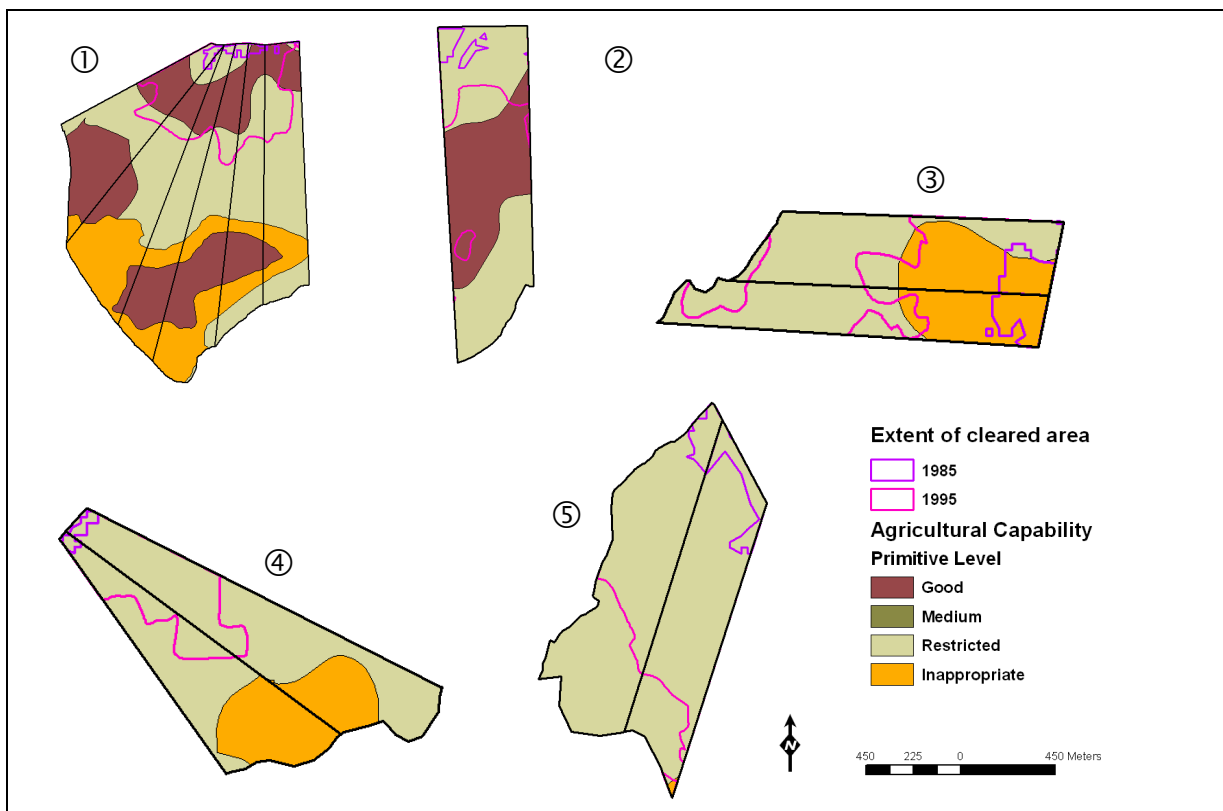 ①
②
③
④
⑤
Extent of cleared area
1985
1995
Agricultural Capability
Primitive Level
Good
Medium
Restricted
Inappropriate
N
450 225 0 450 Meters